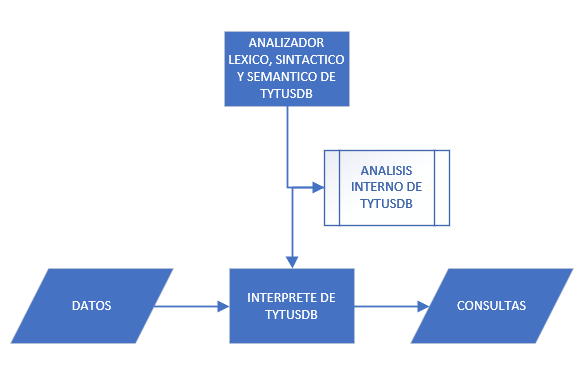 ANALIZADOR
LEXICO, SINTACTICO
Y SEMANTICO DE
TYTUSDB
ANALISIS
INTERNO DE
TYTUSDB
DATOS
INTERPRETE DE
TYTUSDB
CONSULTAS